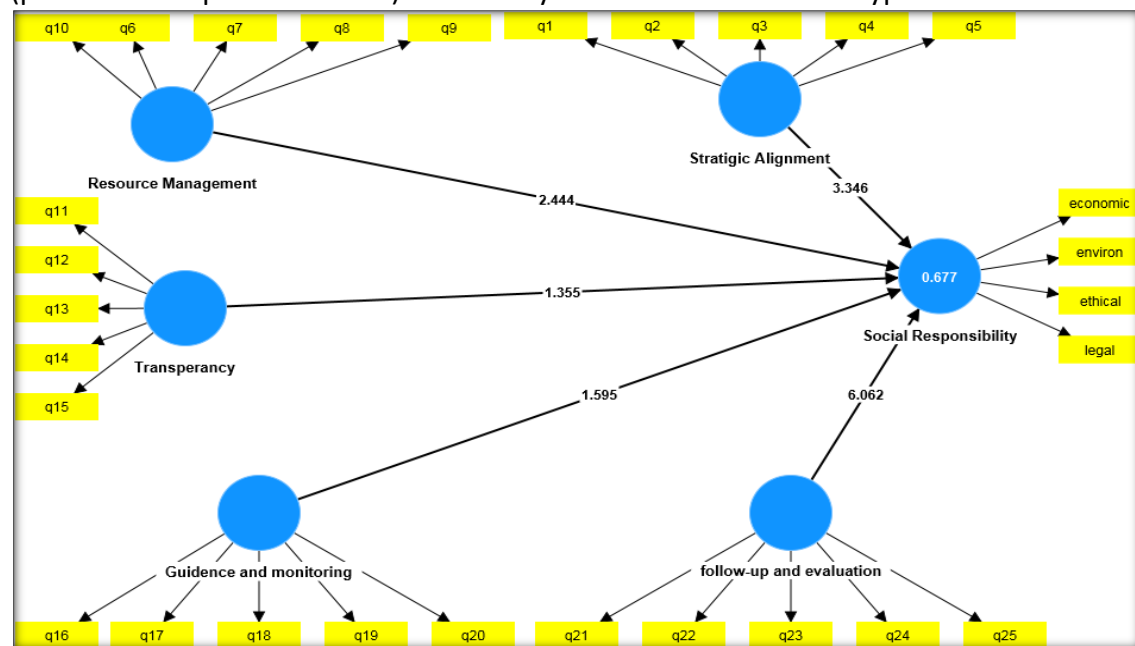 q10 q6 q7 q8 q9 q1 q2 q3 q4 q5
Resource Management
Stratigic Alignment
3.346
2.444
q11
q12
q13
q14
q15
Transperancy
1.355
0.677
Social Responsibility
economic
environ
ethical
legal
1.595
6.062
Guidence and monitoring
follow-up and evaluation
q16 q17 q18 q19 q20 q21 q22 q23 q24 q25